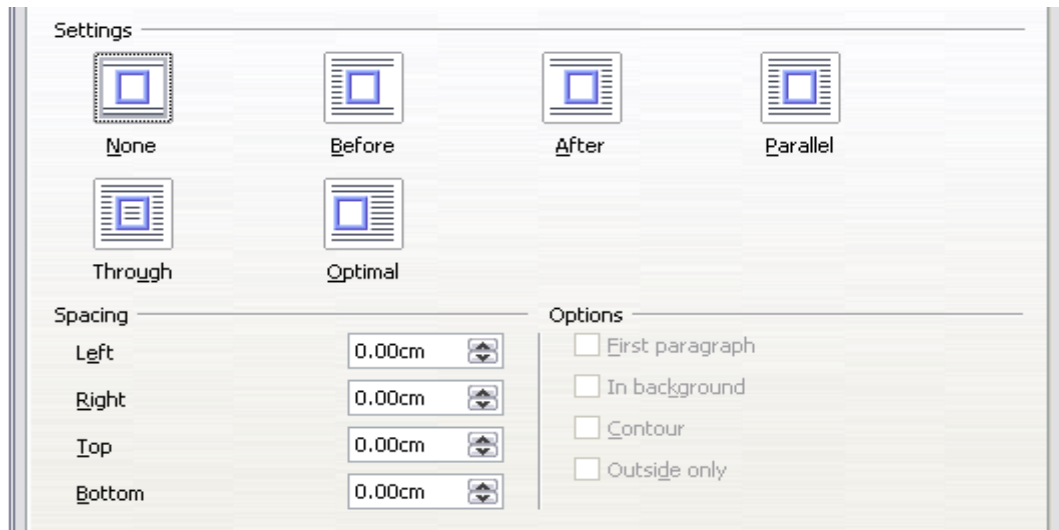 Settings
None Before After Parallel
Through Optimal
Spacing
Left 0.00cm
Right 0.00cm
Top 0.00cm
Bottom 0.00cm
Options
First paragraph
In background
Contour
Outside only